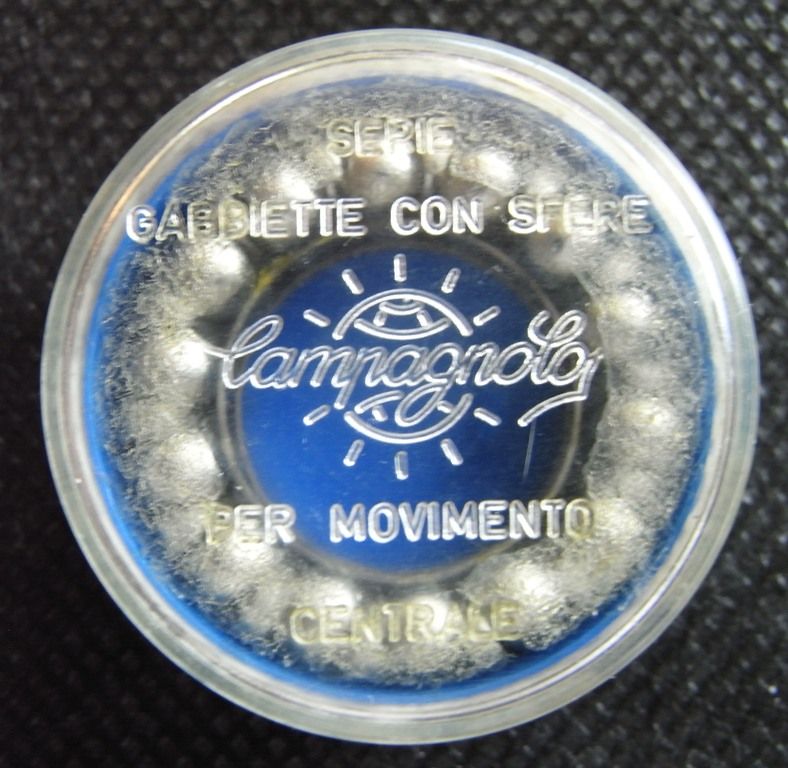 SERIE
GABBIETTE CON SFERE
Campagnolo
PER MOVIMENTO
CENTRALE